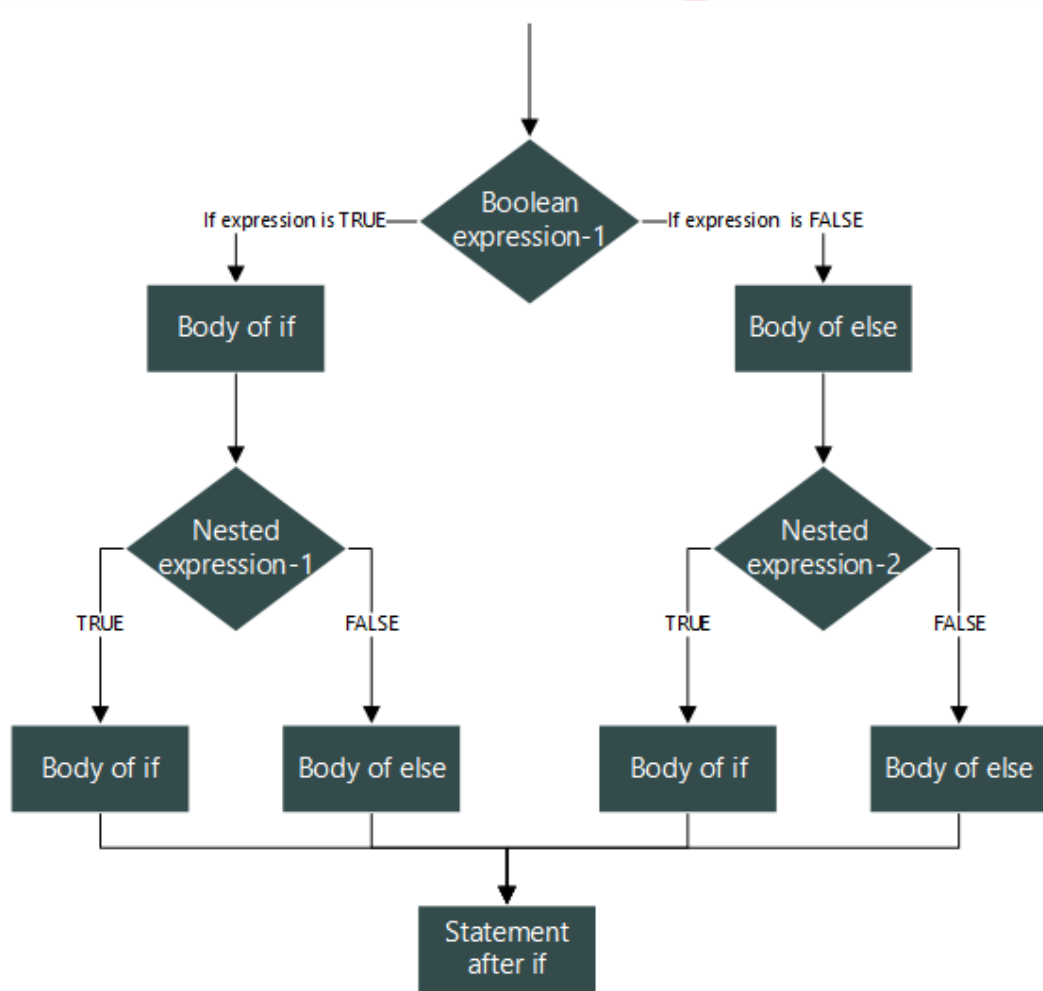 Boolean
expression-1
If expression is TRUE
If expression is FALSE
Body of if
Body of else
Nested
expression-1
Nested
expression-2
TRUE
FALSE
TRUE
FALSE
Body of if
Body of else
Body of if
Body of else
Statement
after if